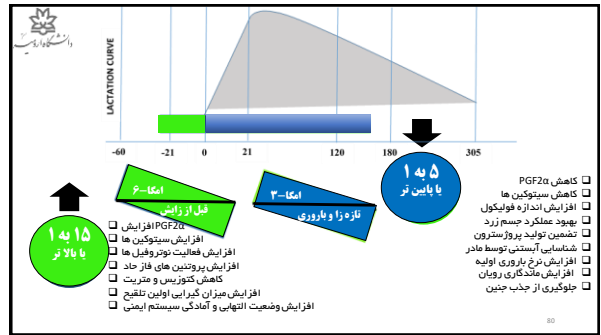 دانشگاه ارومیه
LACTATION CURVE
-60 -21 0 21 120 180 305
۵ به ۱
یا پایین تر
امگا-۳
تازه زا و باروری
امگا-۶
قبل از زایش
۱۵ به ۱
یا بالا تر
کاهش PGF2α
کاهش سیتوکین ها
افزایش اندازه فولیکول
بهبود عملکرد جسم زرد
تضمین تولید پروژسترون
شناسایی آبستنی توسط مادر
افزایش نرخ باروری اولیه
افزایش ماندگاری رویان
جلوگیری از جذب جنین
PGF2αافزایش
افزایش سیتوکین ها
افزایش فعالیت نوتروفیل ها
افزایش پروتئین های فاز حاد
کاهش کتوزیس و متریت
افزایش میزان گیرایی اولین تلقیح
افزایش وضعیت التهابی و آمادگی سیستم ایمنی
80